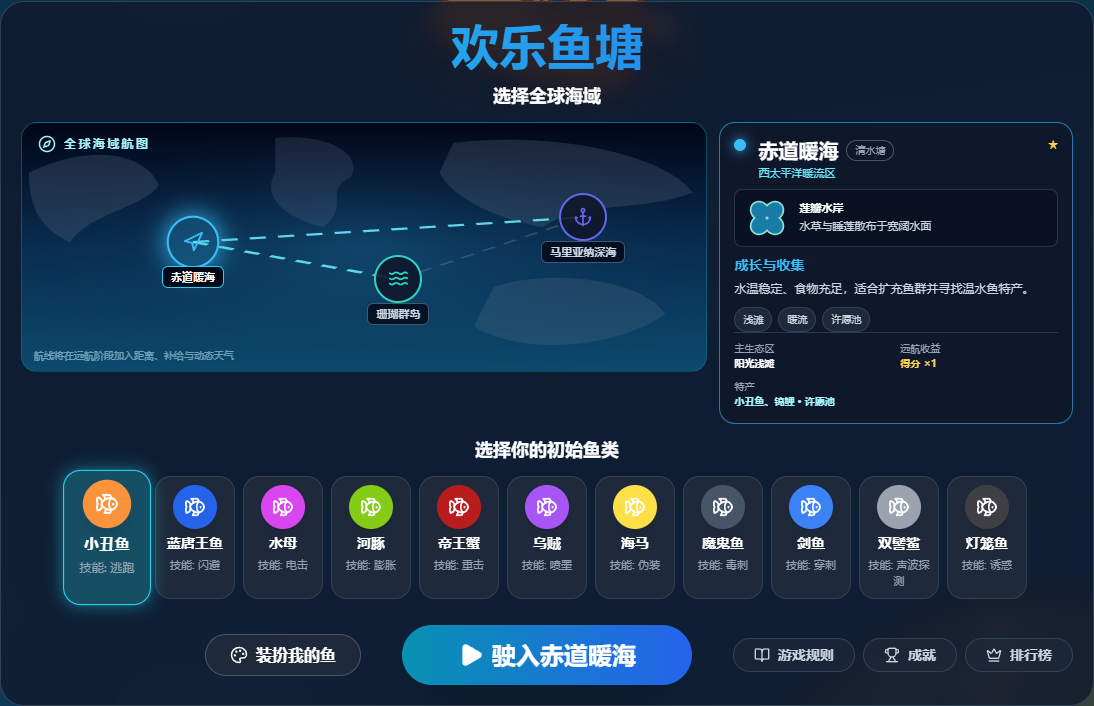 欢乐鱼塘
选择全球海域
全球海域航图
赤道暖海
珊瑚群岛
马里亚纳深海
航线将在远航阶段加入距离、补给与动态天气
赤道暖海 清水塘
西太平洋暖流区
莲瓣水岸
水草与睡莲散布于宽阔水面
成长与收集
水温稳定、食物充足，适合扩充鱼群并寻找温水鱼特产。
浅滩 暖流 许愿池
主生态区 远航收益
阳光浅滩 得分 ×1
特产
小丑鱼、锦鲤 • 许愿池
选择你的初始鱼类
小丑鱼
技能: 逃跑
蓝唐王鱼
技能: 闪避
水母
技能: 电击
河豚
技能: 膨胀
帝王蟹
技能: 重击
乌贼
技能: 喷墨
海马
技能: 伪装
魔鬼鱼
技能: 毒刺
剑鱼
技能: 穿刺
双髻鲨
技能: 声波探
测
灯笼鱼
技能: 诱惑
装扮我的鱼
驶入赤道暖海
游戏规则
成就
排行榜